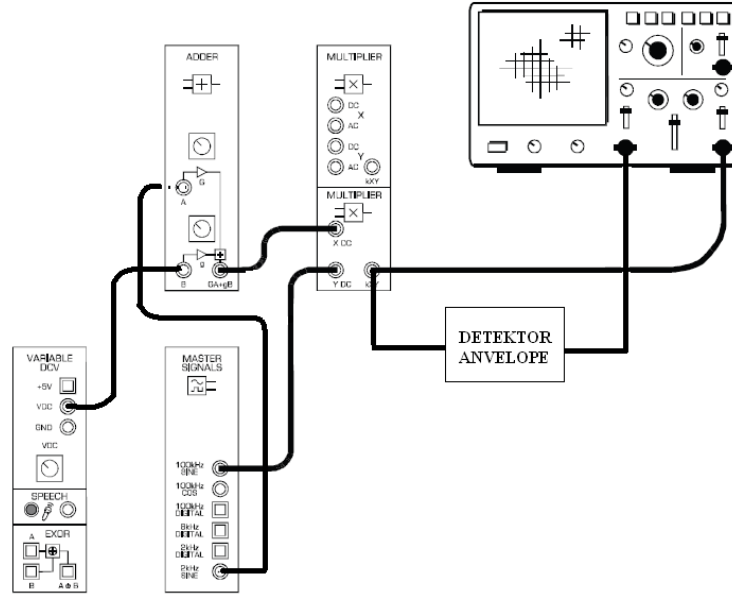 ADDER
G
A
g
B
GA+gB
MULTIPLIER
X
DC
X
AC
DC
Y
AC
kXY
MULTIPLIER
X
X DC
Y DC
kXY
DETEKTOR
ANVELOPE
VARIABLE
DCV
+5V
VDC
GND
VDC
SPEECH
EXOR
A
B
A⊕B
MASTER
SIGNALS
100kHz
SINE
100kHz
COS
100kHz
DIGITAL
8kHz
DIGITAL
2kHz
DIGITAL
2kHz
SINE